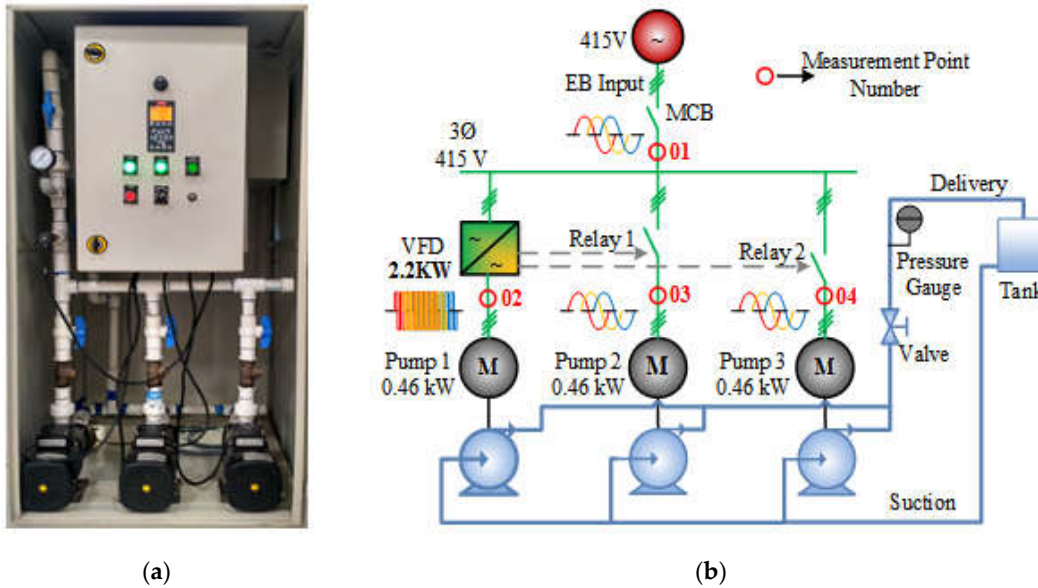 415V
~
EB Input
Measurement Point
Number
MCB
01
3Ø
415 V
Delivery
VFD
2.2KW
~
~
Relay 1
Relay 2
Pressure
Gauge
Tank
02
03
04
Valve
Pump 1
0.46 kW
M
Pump 2
0.46 kW
M
Pump 3
0.46 kW
M
Suction
(a)
(b)